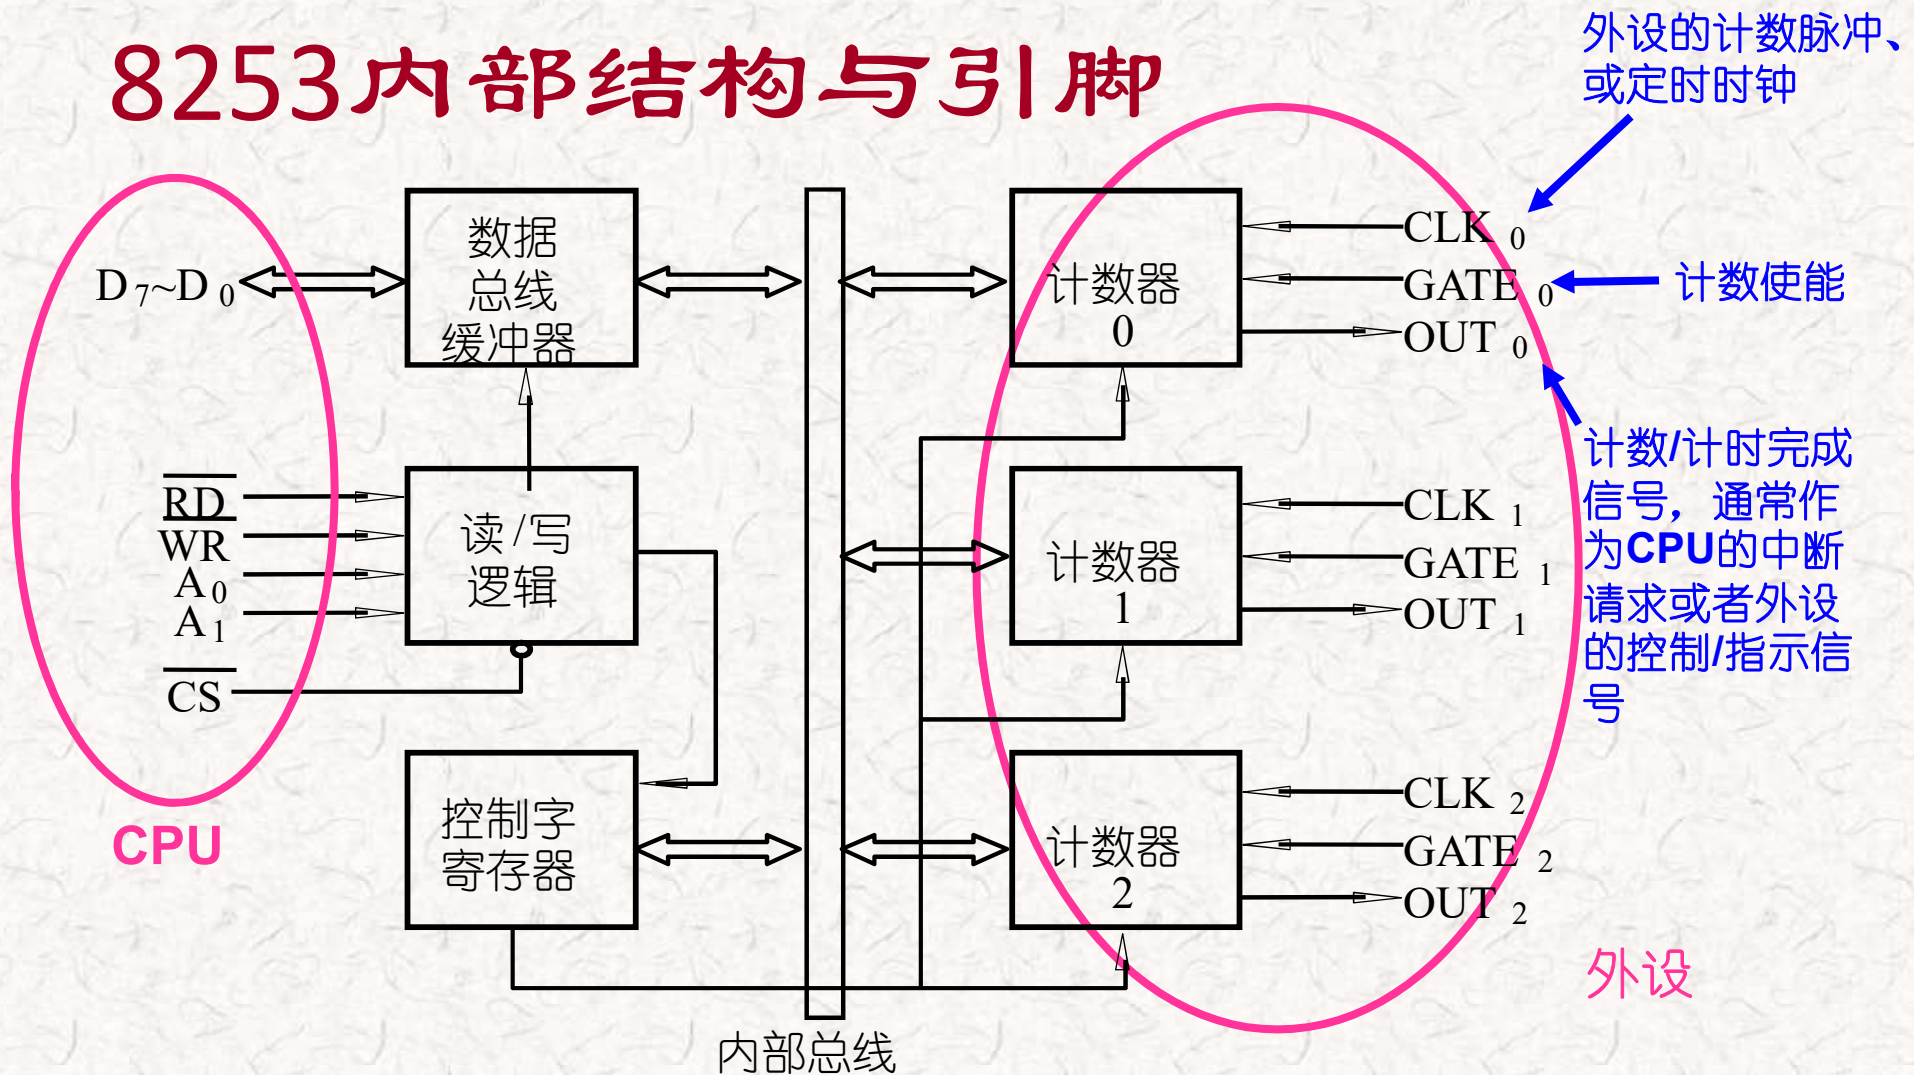 8253内部结构与引脚
外设的计数脉冲、
或定时时钟
D7~D0
数据
总线
缓冲器
计数器
0
CLK0
GATE0
OUT0
计数使能
计数/计时完成
信号，通常作
为CPU的中断
请求或者外设
的控制/指示信
号
RD
WR
A0
A1
CS
读/写
逻辑
计数器
1
CLK1
GATE1
OUT1
控制字
寄存器
计数器
2
CLK2
GATE2
OUT2
CPU
外设
内部总线